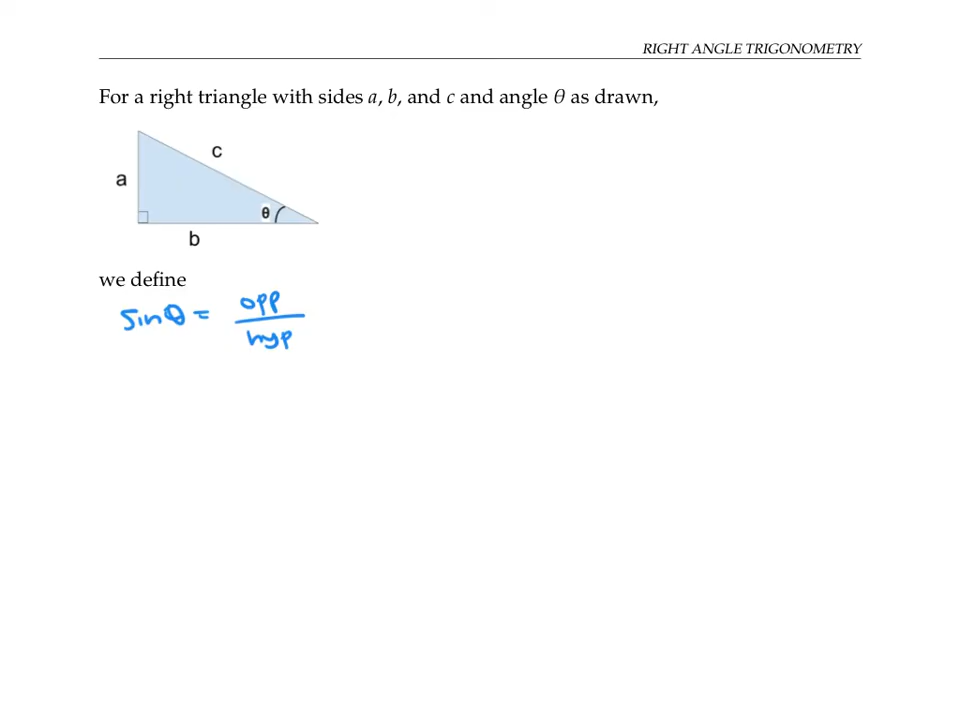 RIGHT ANGLE TRIGONOMETRY
For a right triangle with sides a, b, and c and angle θ as drawn,
c
a
θ
b
we define
sinθ = opp
hyp